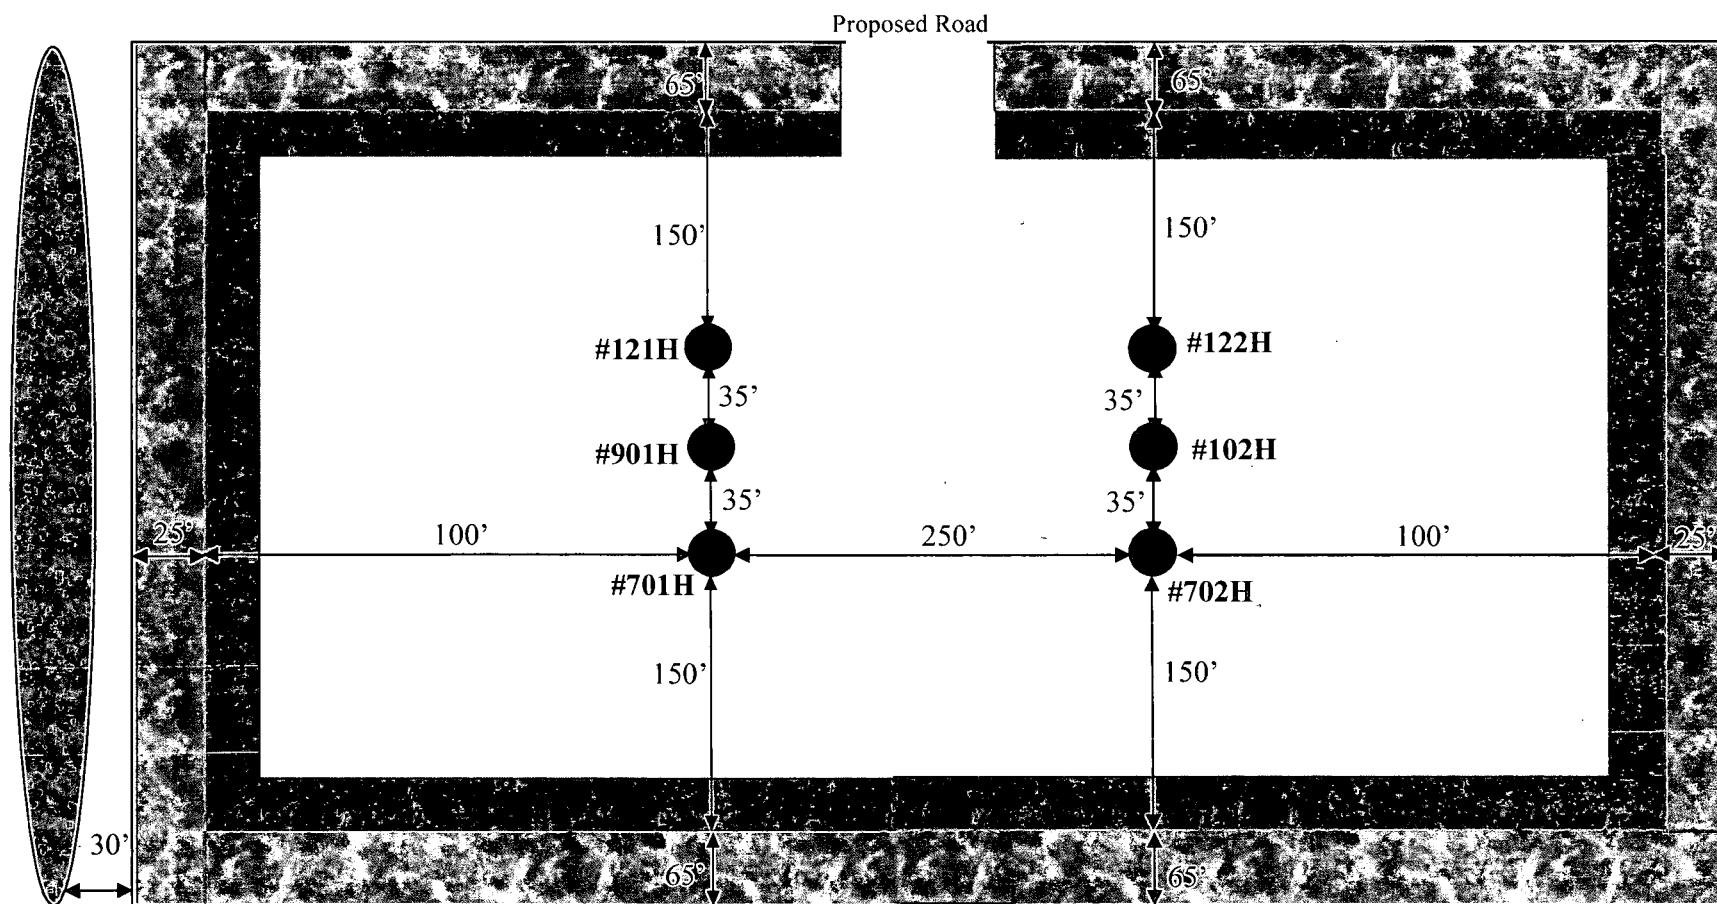 Proposed Road
65’ 65’
150’ 150’
#121H #122H
35’ 35’
#901H #102H
35’ 35’
25’ 100’ 250’ 100’ 25’
#701H #702H
150’ 150’
30’
65’ 65’